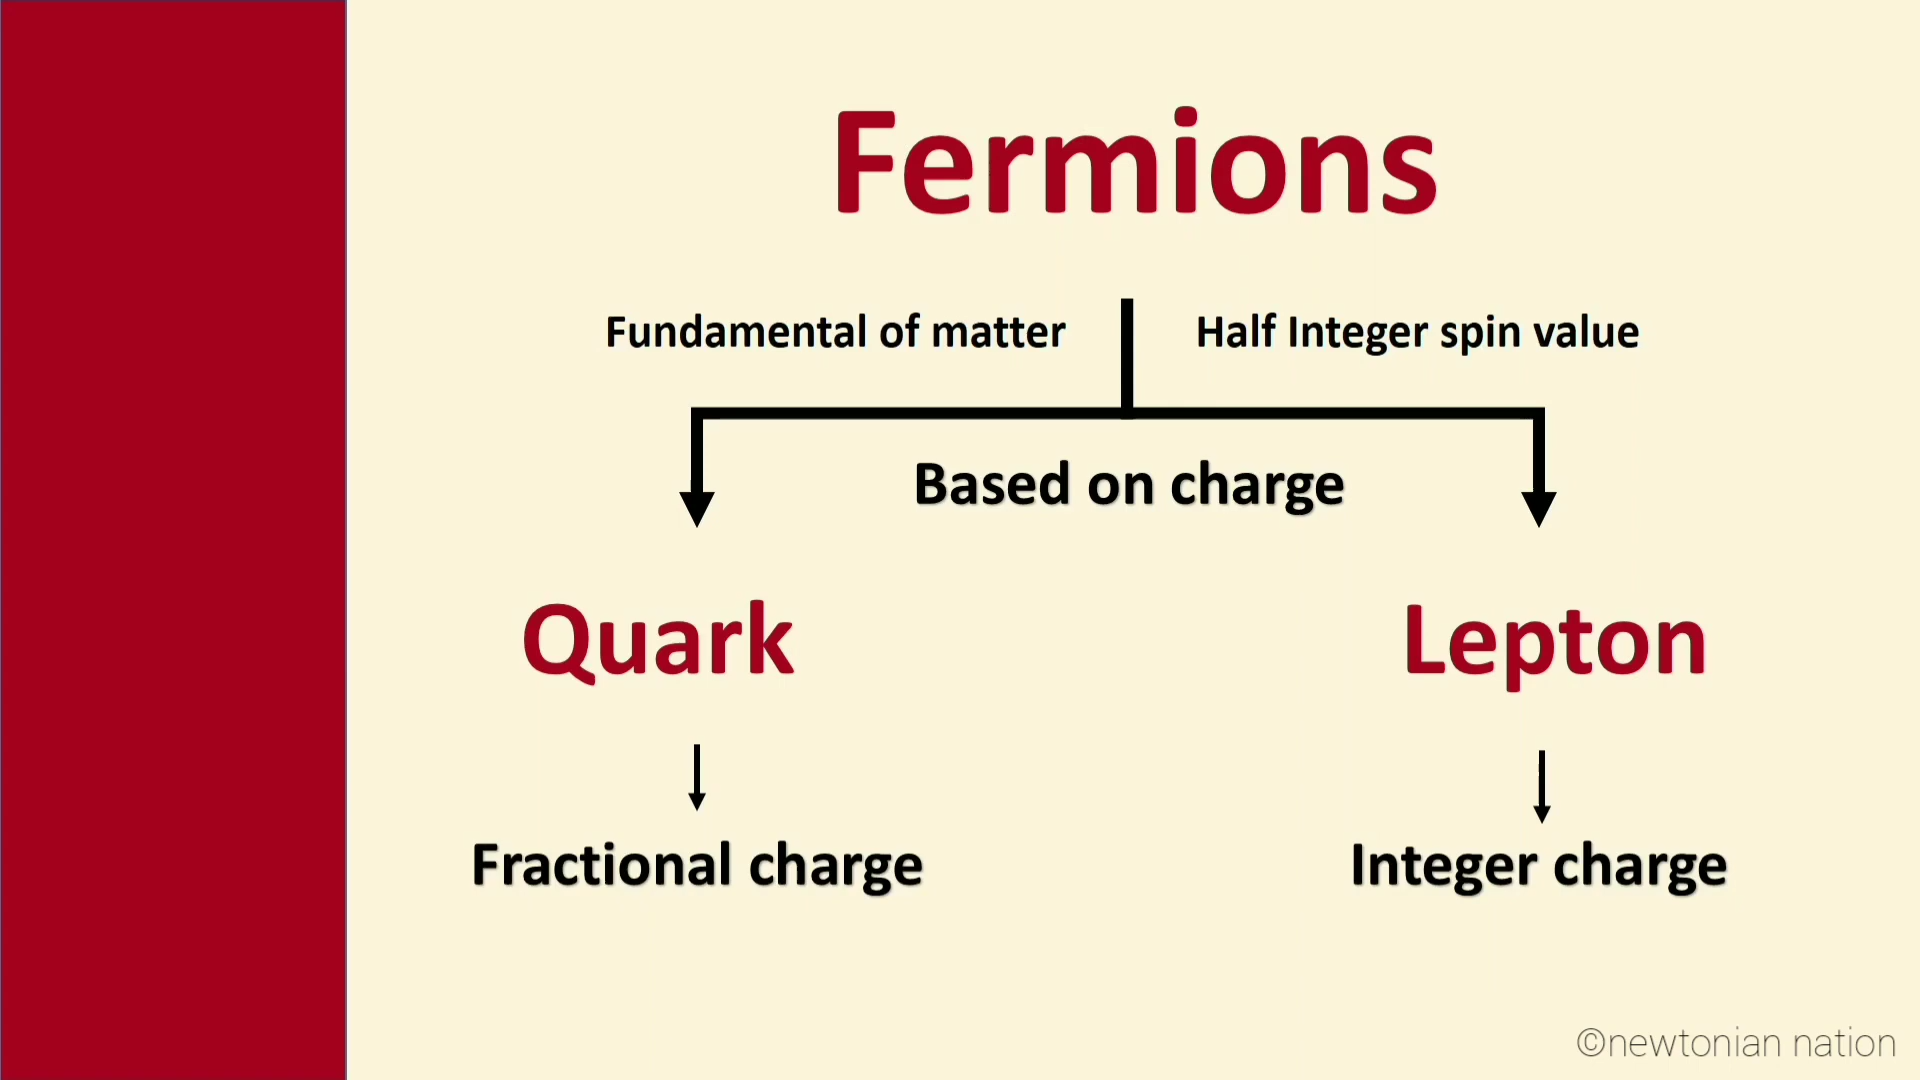 Fermions
Fundamental of matter
Half Integer spin value
Based on charge
Quark
Lepton
Fractional charge
Integer charge
©newtonian nation